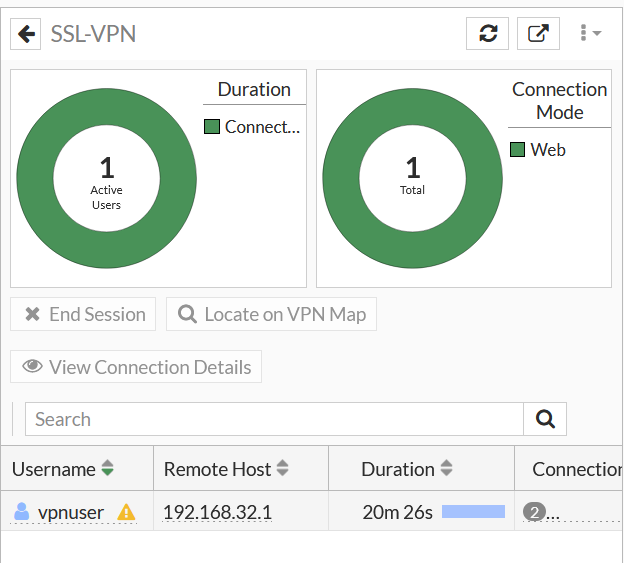 SSL-VPN
1
Active
Users
Duration
Connect...
1
Total
Connection
Mode
Web
End Session
Locate on VPN Map
View Connection Details
Search
Username Remote Host Duration Connection
vpnuser 192.168.32.1 20m 26s 2...